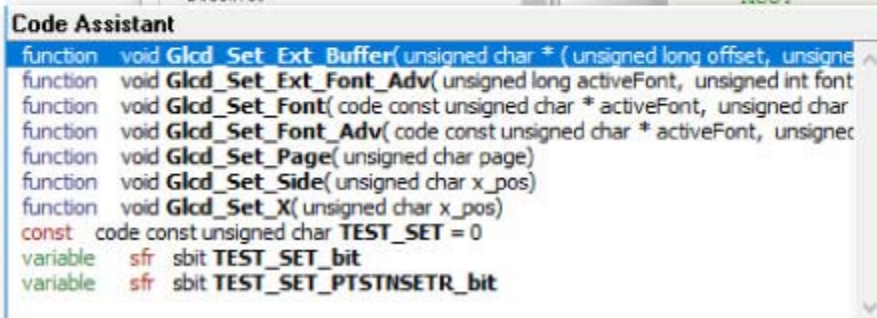 Code Assistant
function void Glcd_Set_Ext_Buffer( unsigned char * ( unsigned long offset, unsigne
function void Glcd_Set_Ext_Font_Adv( unsigned long activeFont, unsigned int font
function void Glcd_Set_Font( code const unsigned char * activeFont, unsigned char
function void Glcd_Set_Font_Adv( code const unsigned char * activeFont, unsigned
function void Glcd_Set_Page( unsigned char page)
function void Glcd_Set_Side( unsigned char x_pos)
function void Glcd_Set_X( unsigned char x_pos)
const code const unsigned char TEST_SET = 0
variable sfr sbit TEST_SET_bit
variable sfr sbit TEST_SET_PTSTNSETR_bit